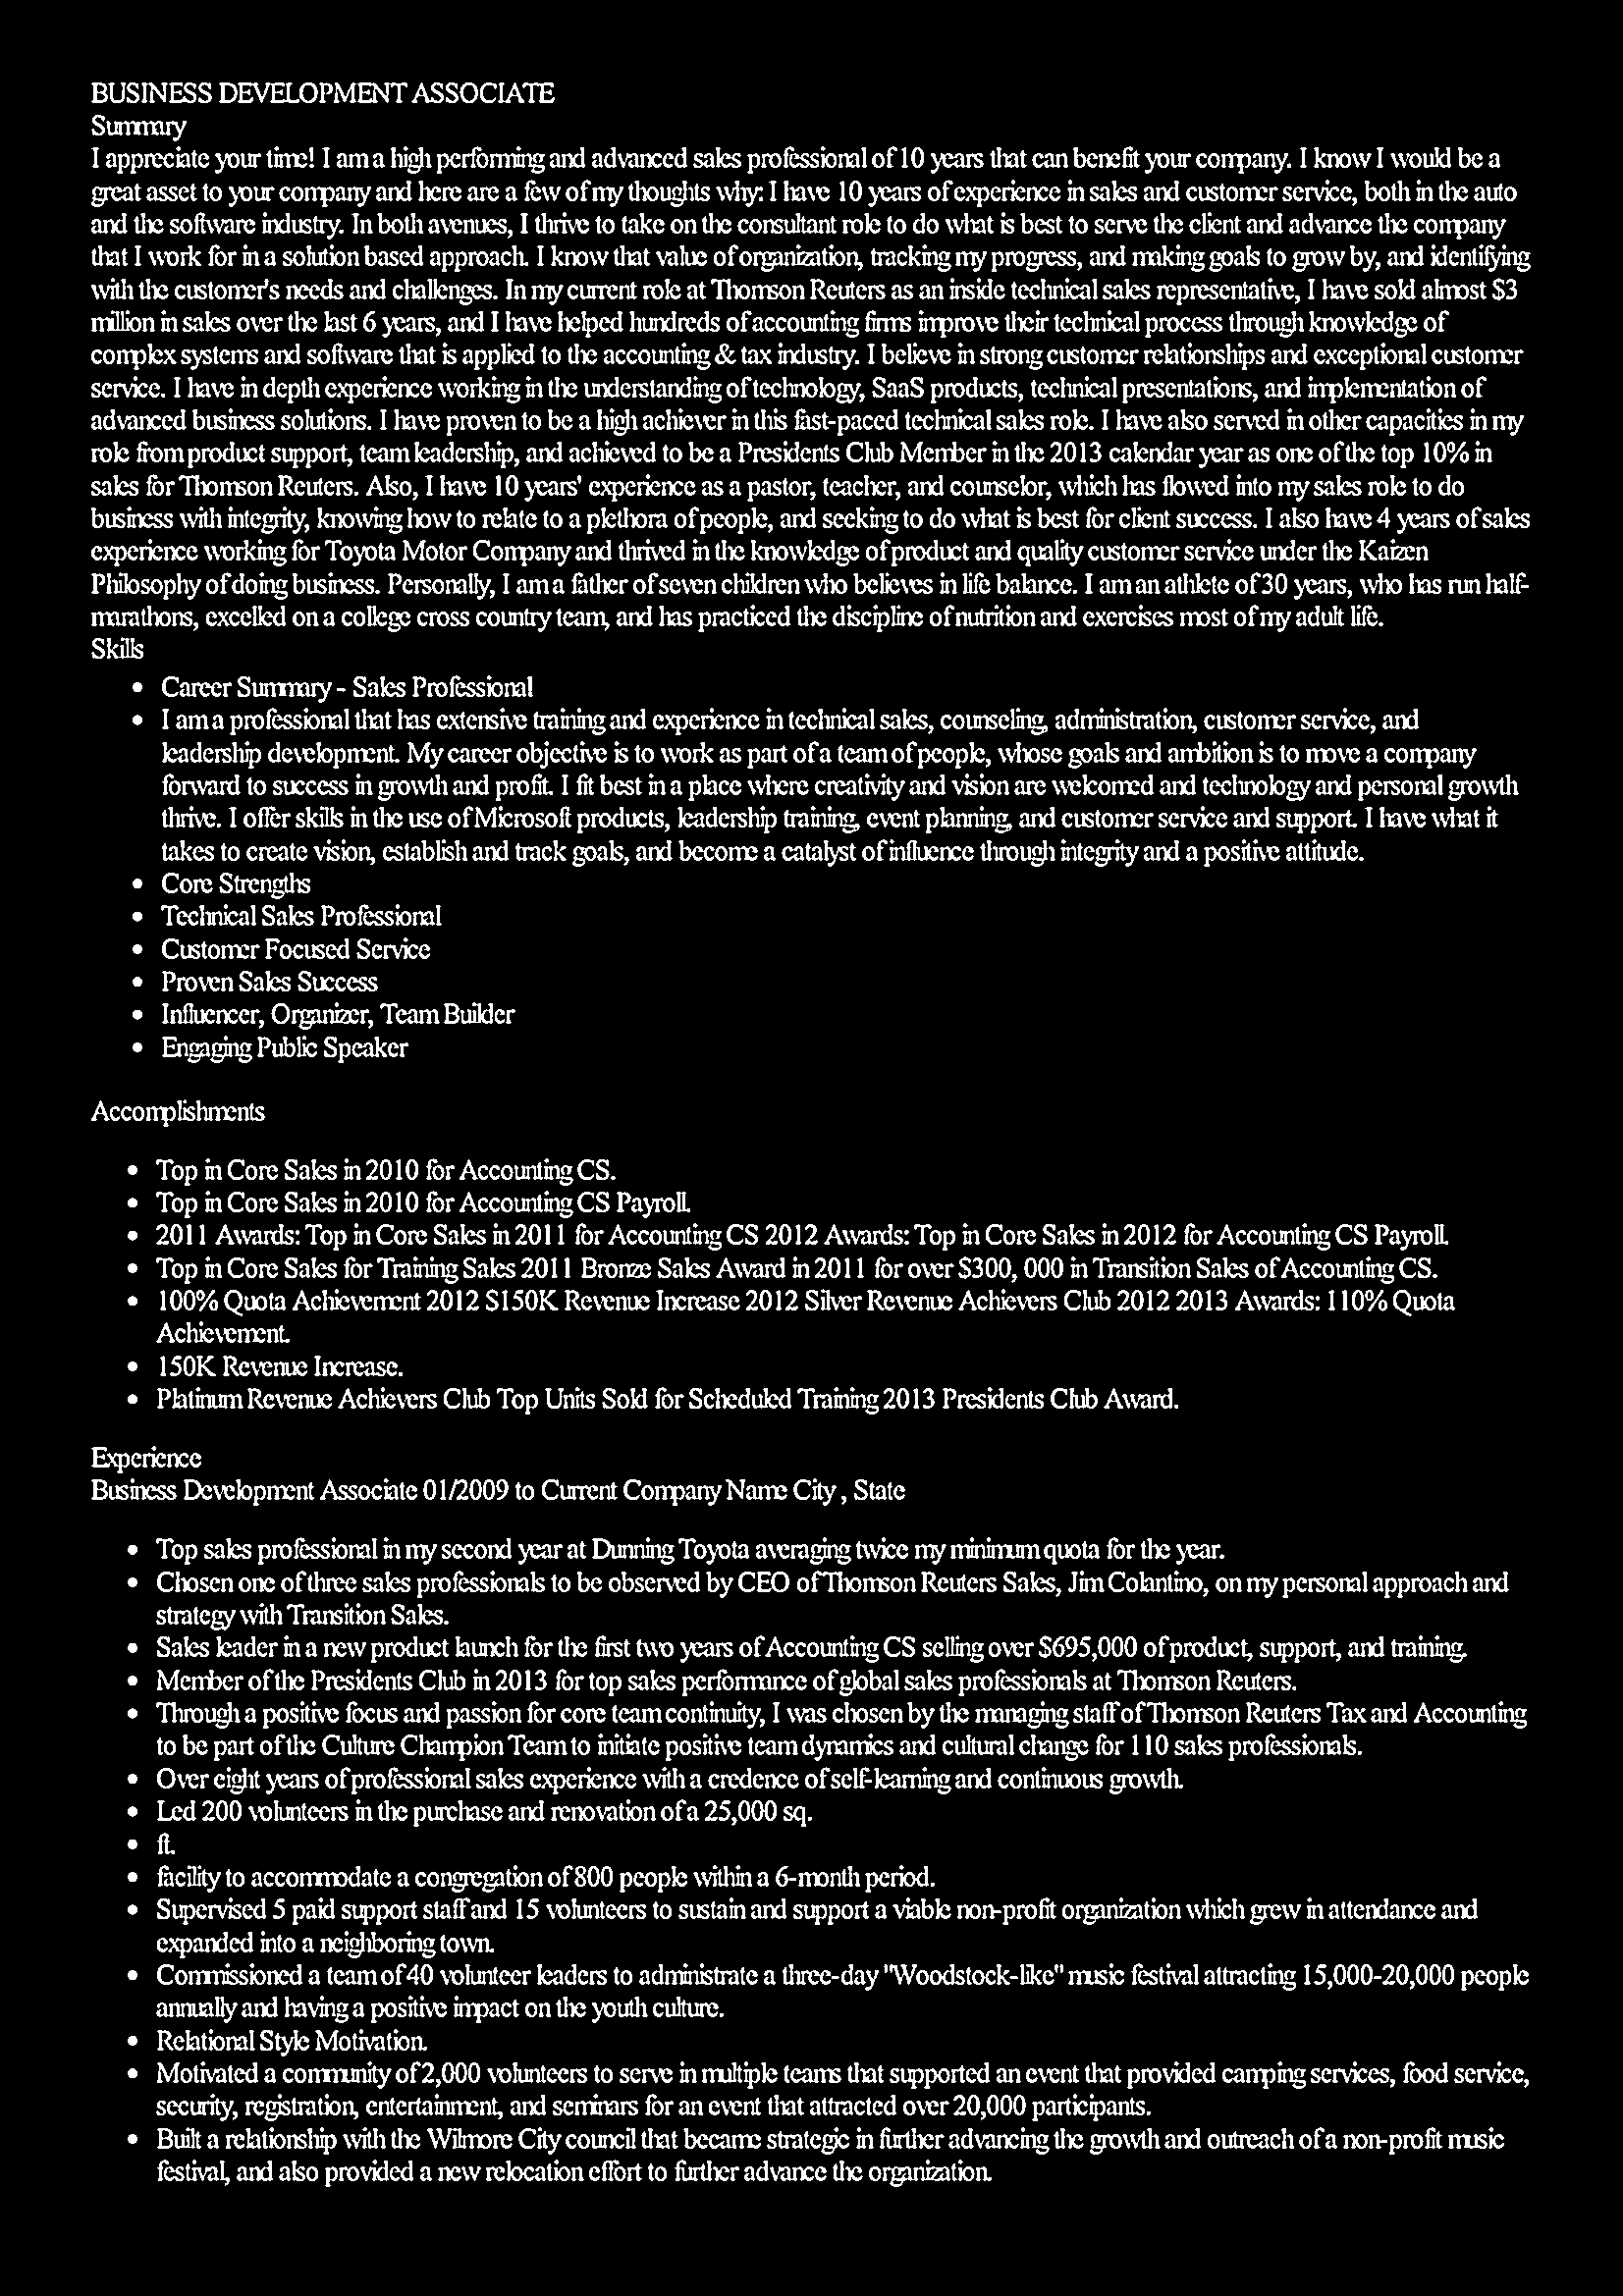 BUSINESS DEVELOPMENT ASSOCIATE
Summary
I appreciate your time! I am a high performing and advanced sales professional of 10 years that can benefit your company. I know I would be a
great asset to your company and here are a few of my thoughts why: I have 10 years of experience in sales and customer service, both in the auto
and the software industry. In both avenues, I thrive to take on the consultant role to do what is best to serve the client and advance the company
that I work for in a solution based approach. I know that value of organization, tracking my progress, and making goals to grow by, and identifying
with the customer's needs and challenges. In my current role at Thomson Reuters as an inside technical sales representative, I have sold almost $3
million in sales over the last 6 years, and I have helped hundreds of accounting firms improve their technical process through knowledge of
complex systems and software that is applied to the accounting & tax industry. I believe in strong customer relationships and exceptional customer
service. I have in depth experience working in the understanding of technology, SaaS products, technical presentations, and implementation of
advanced business solutions. I have proven to be a high achiever in this fast-paced technical sales role. I have also served in other capacities in my
role from product support, team leadership, and achieved to be a Presidents Club Member in the 2013 calendar year as one of the top 10% in
sales for Thomson Reuters. Also, I have 10 years' experience as a pastor, teacher, and counselor, which has flowed into my sales role to do
business with integrity, knowing how to relate to a plethora of people, and seeking to do what is best for client success. I also have 4 years of sales
experience working for Toyota Motor Company and thrived in the knowledge of product and quality customer service under the Kaizen
Philosophy of doing business. Personally, I am a father of seven children who believes in life balance. I am an athlete of 30 years, who has run half-
marathons, excelled on a college cross country team, and has practiced the discipline of nutrition and exercises most of my adult life.
Skills
• Career Summary - Sales Professional
• I am a professional that has extensive training and experience in technical sales, counseling, administration, customer service, and
leadership development. My career objective is to work as part of a team of people, whose goals and ambition is to move a company
forward to success in growth and profit. I fit best in a place where creativity and vision are welcomed and technology and personal growth
thrive. I offer skills in the use of Microsoft products, leadership training, event planning, and customer service and support. I have what it
takes to create vision, establish and track goals, and become a catalyst of influence through integrity and a positive attitude.
• Core Strengths
• Technical Sales Professional
• Customer Focused Service
• Proven Sales Success
• Influencer, Organizer, Team Builder
• Engaging Public Speaker
Accomplishments
• Top in Core Sales in 2010 for Accounting CS.
• Top in Core Sales in 2010 for Accounting CS Payroll.
• 2011 Awards: Top in Core Sales in 2011 for Accounting CS 2012 Awards: Top in Core Sales in 2012 for Accounting CS Payroll.
• Top in Core Sales for Training Sales 2011 Bronze Sales Award in 2011 for over $300, 000 in Transition Sales of Accounting CS.
• 100% Quota Achievement 2012 $150K Revenue Increase 2012 Silver Revenue Achievers Club 2012 2013 Awards: 110% Quota
Achievement.
• 150K Revenue Increase.
• Platinum Revenue Achievers Club Top Units Sold for Scheduled Training 2013 Presidents Club Award.
Experience
Business Development Associate 01/2009 to Current Company Name City , State
• Top sales professional in my second year at Dunning Toyota averaging twice my minimum quota for the year.
• Chosen one of three sales professionals to be observed by CEO of Thomson Reuters Sales, Jim Colantino, on my personal approach and
strategy with Transition Sales.
• Sales leader in a new product launch for the first two years of Accounting CS selling over $695,000 of product, support, and training.
• Member of the Presidents Club in 2013 for top sales performance of global sales professionals at Thomson Reuters.
• Through a positive focus and passion for core team continuity, I was chosen by the managing staff of Thomson Reuters Tax and Accounting
to be part of the Culture Champion Team to initiate positive team dynamics and cultural change for 110 sales professionals.
• Over eight years of professional sales experience with a credence of self-learning and continuous growth.
• Led 200 volunteers in the purchase and renovation of a 25,000 sq.
• ft.
• facility to accommodate a congregation of 800 people within a 6-month period.
• Supervised 5 paid support staff and 15 volunteers to sustain and support a viable non-profit organization which grew in attendance and
expanded into a neighboring town.
• Commissioned a team of 40 volunteer leaders to administrate a three-day "Woodstock-like" music festival attracting 15,000-20,000 people
annually and having a positive impact on the youth culture.
• Relational Style Motivation.
• Motivated a community of 2,000 volunteers to serve in multiple teams that supported an event that provided camping services, food service,
security, registration, entertainment, and seminars for an event that attracted over 20,000 participants.
• Built a relationship with the Wilmore City council that became strategic in further advancing the growth and outreach of a non-profit music
festival, and also provided a new relocation effort to further advance the organization.